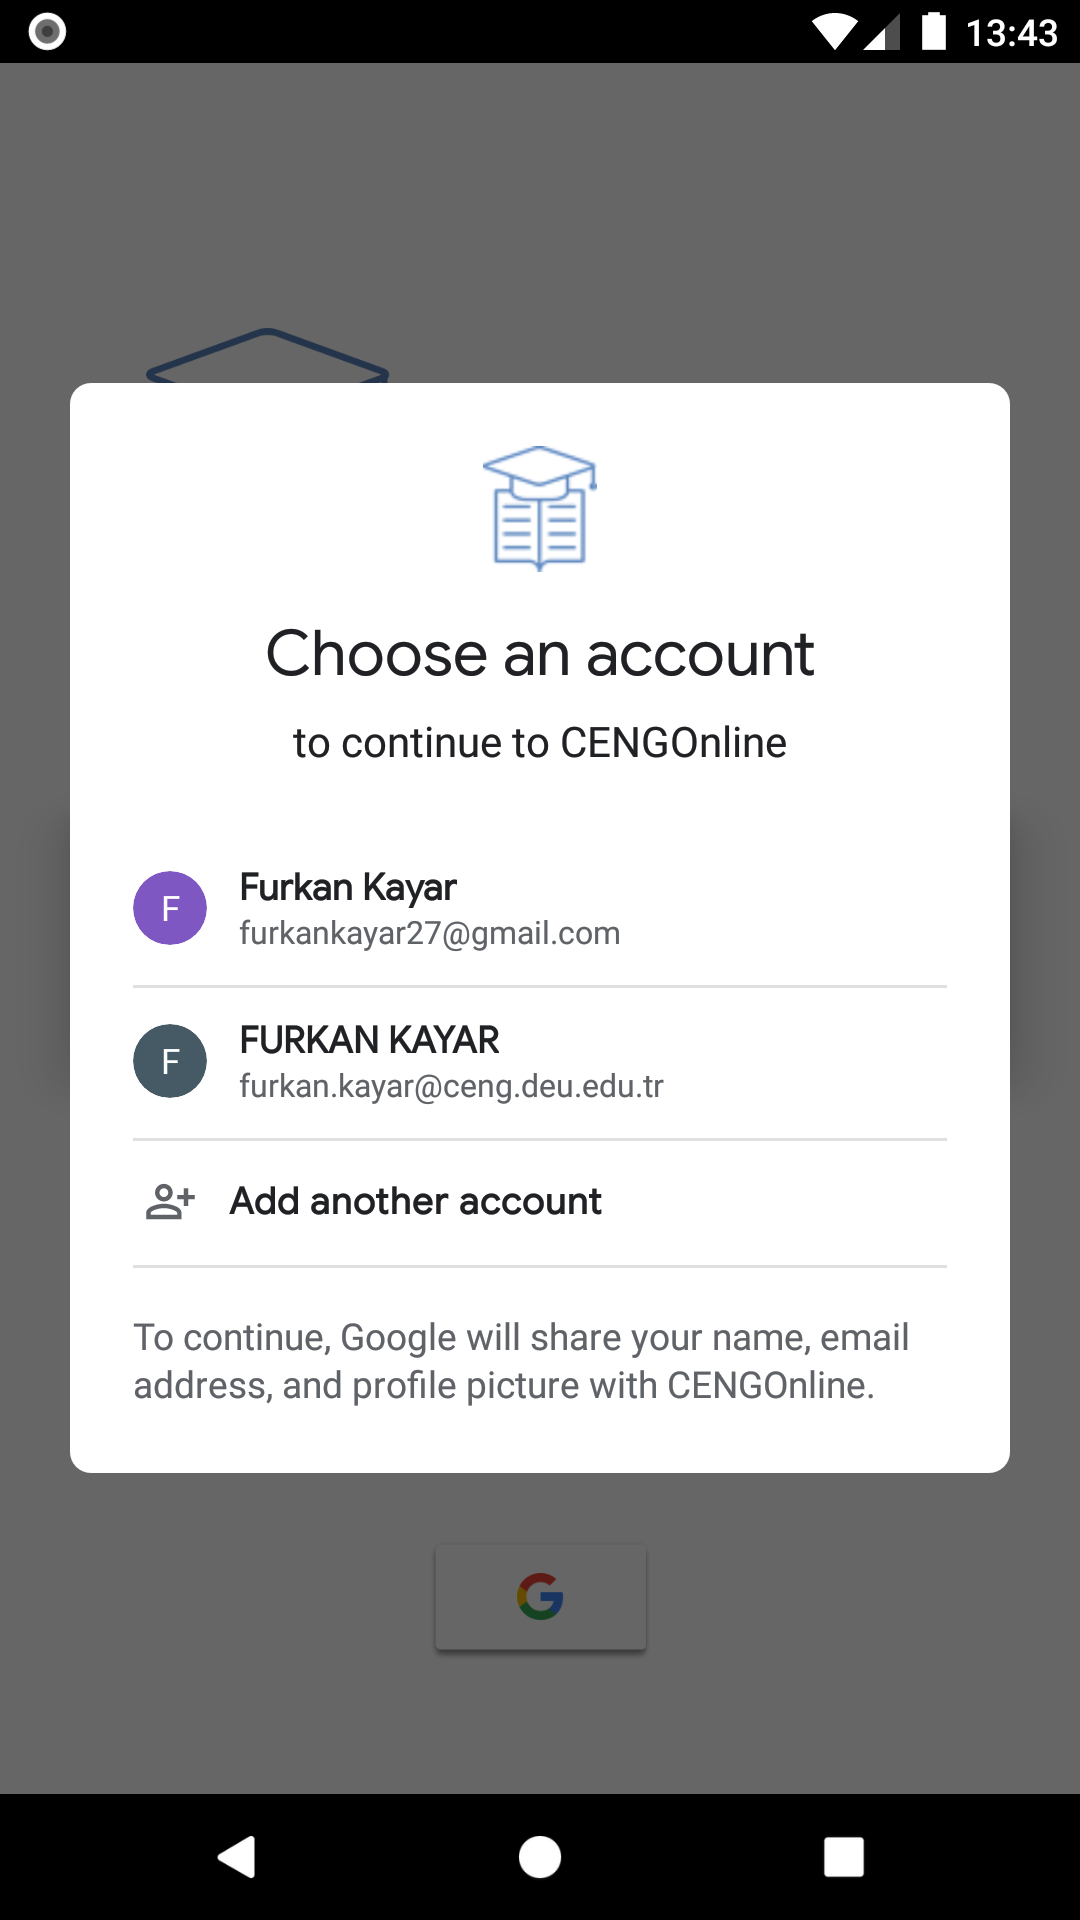 13:43
Choose an account
to continue to CENGOnline
F
Furkan Kayar
furkankayar27@gmail.com
F
FURKAN KAYAR
furkan.kayar@ceng.deu.edu.tr
Add another account
To continue, Google will share your name, email
address, and profile picture with CENGOnline.
G